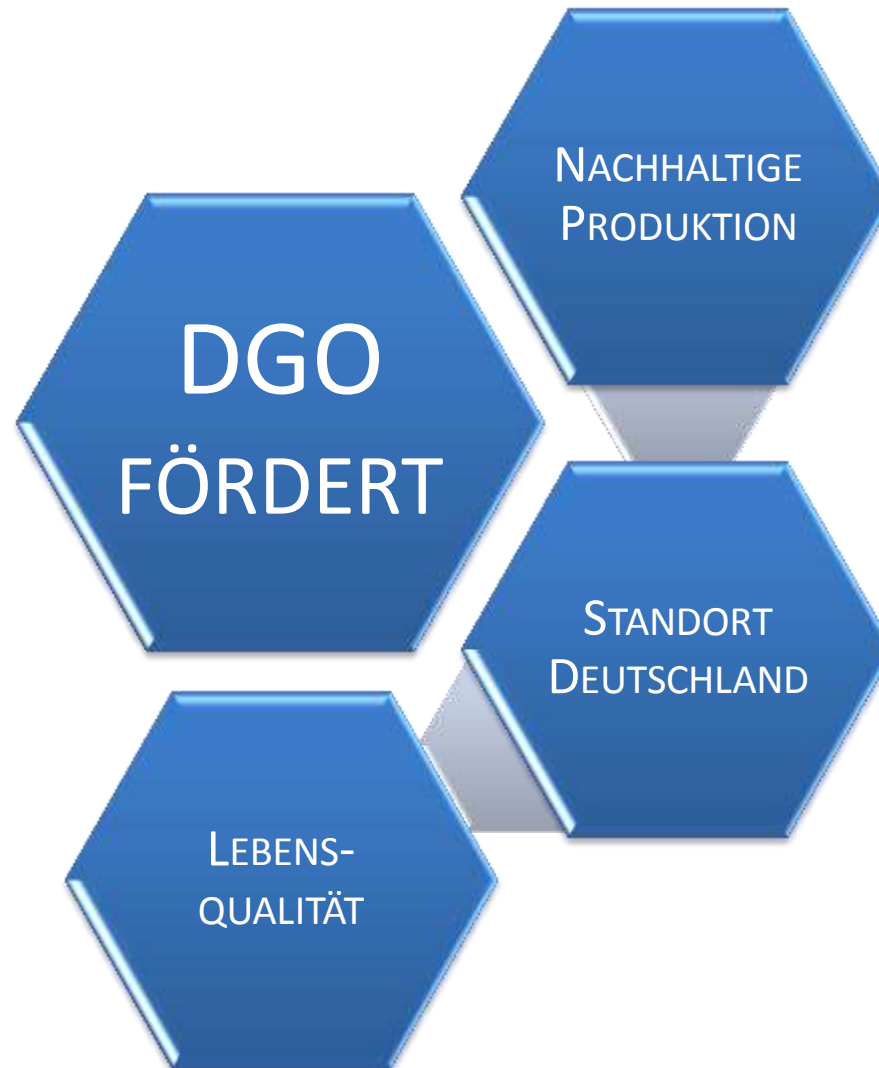 DGO
FÖRDERT
NACHHALTIGE
PRODUKTION
STANDORT
DEUTSCHLAND
LEBENS-
QUALITÄT